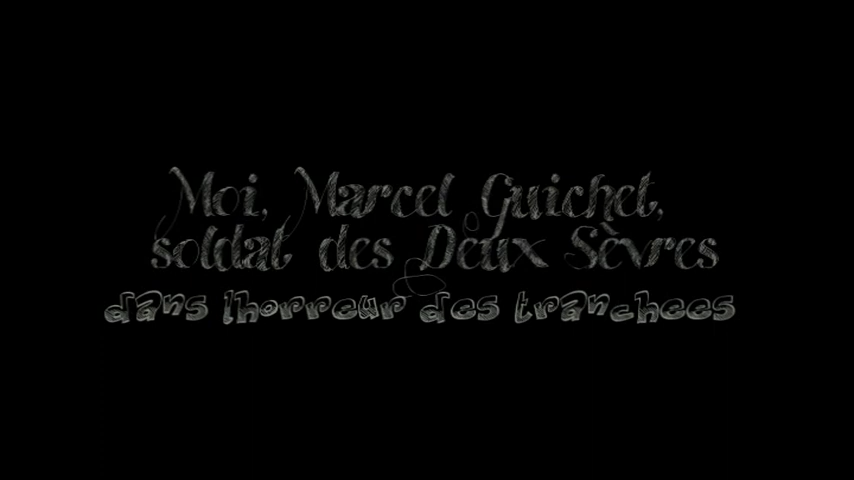 Moi, Marcel Guichet,
soldat des Deux Sèvres
dans lhorreur des tranchees